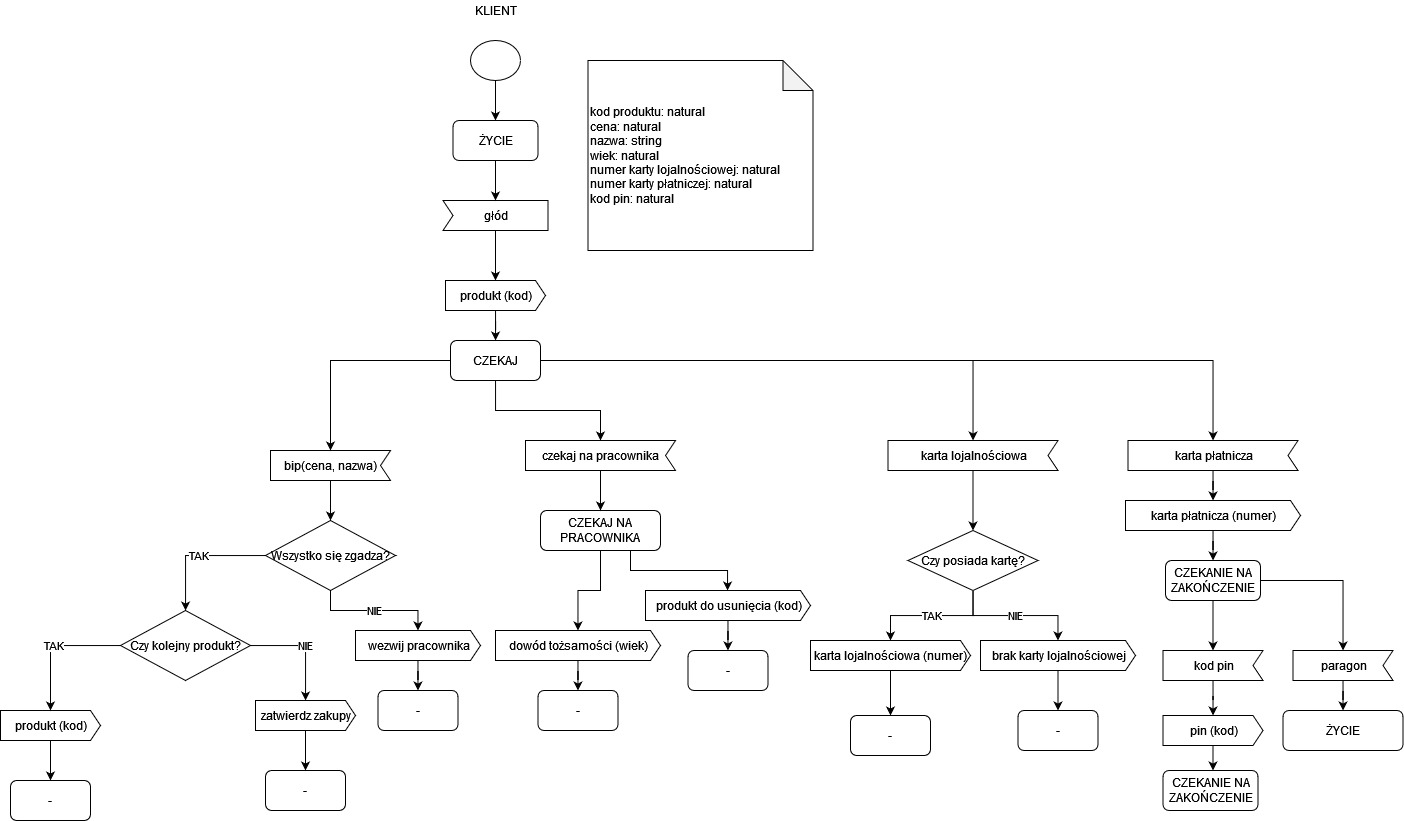 KLIENT
ŻYCIE
kod produktu: natural
cena: natural
nazwa: string
wiek: natural
numer karty lojalnościowej: natural
numer karty płatniczej: natural
kod pin: natural
głód
produkt (kod)
CZEKAJ
bip(cena, nazwa)
czekaj na pracownika
karta lojalnościowa
karta płatnicza
Wszystko się zgadza?
TAK
NIE
CZEKAJ NA
PRACOWNIKA
Czy posiada kartę?
karta płatnicza (numer)
CZEKANIE NA
ZAKOŃCZENIE
Czy kolejny produkt?
TAK
NIE
wezwij pracownika
-
dowód tożsamości (wiek)
-
produkt do usunięcia (kod)
-
TAK
NIE
karta lojalnościowa (numer)
brak karty lojalnościowej
-
-
kod pin
paragon
produkt (kod)
zatwierdz zakupy
-
-
pin (kod)
ŻYCIE
CZEKANIE NA
ZAKOŃCZENIE